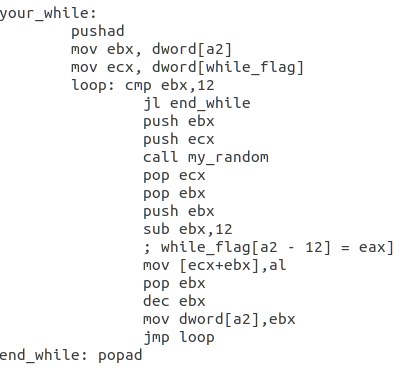 your_while:
pushad
mov ebx, dword[a2]
mov ecx, dword[while_flag]
loop: cmp ebx,12
jl end_while
push ebx
push ecx
call my_random
pop ecx
pop ebx
push ebx
sub ebx,12
; while_flag[a2 - 12] = eax]
mov [ecx+ebx],al
pop ebx
dec ebx
mov dword[a2],ebx
jmp loop
end_while: popad